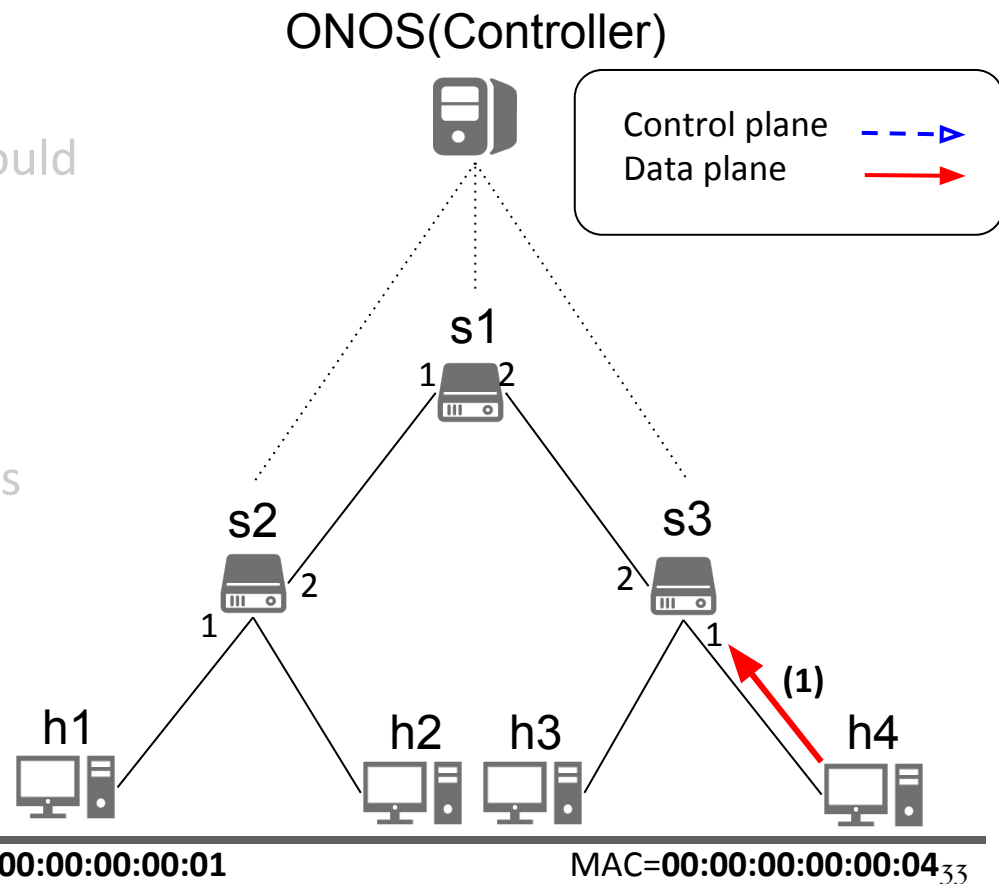 ONOS(Controller)
Control plane
Data plane
ould
s1
1 2
s
s2 s3
2 2
1 1
(1)
h1 h2 h3 h4
00:00:00:00:01 MAC=00:00:00:00:00:04
33